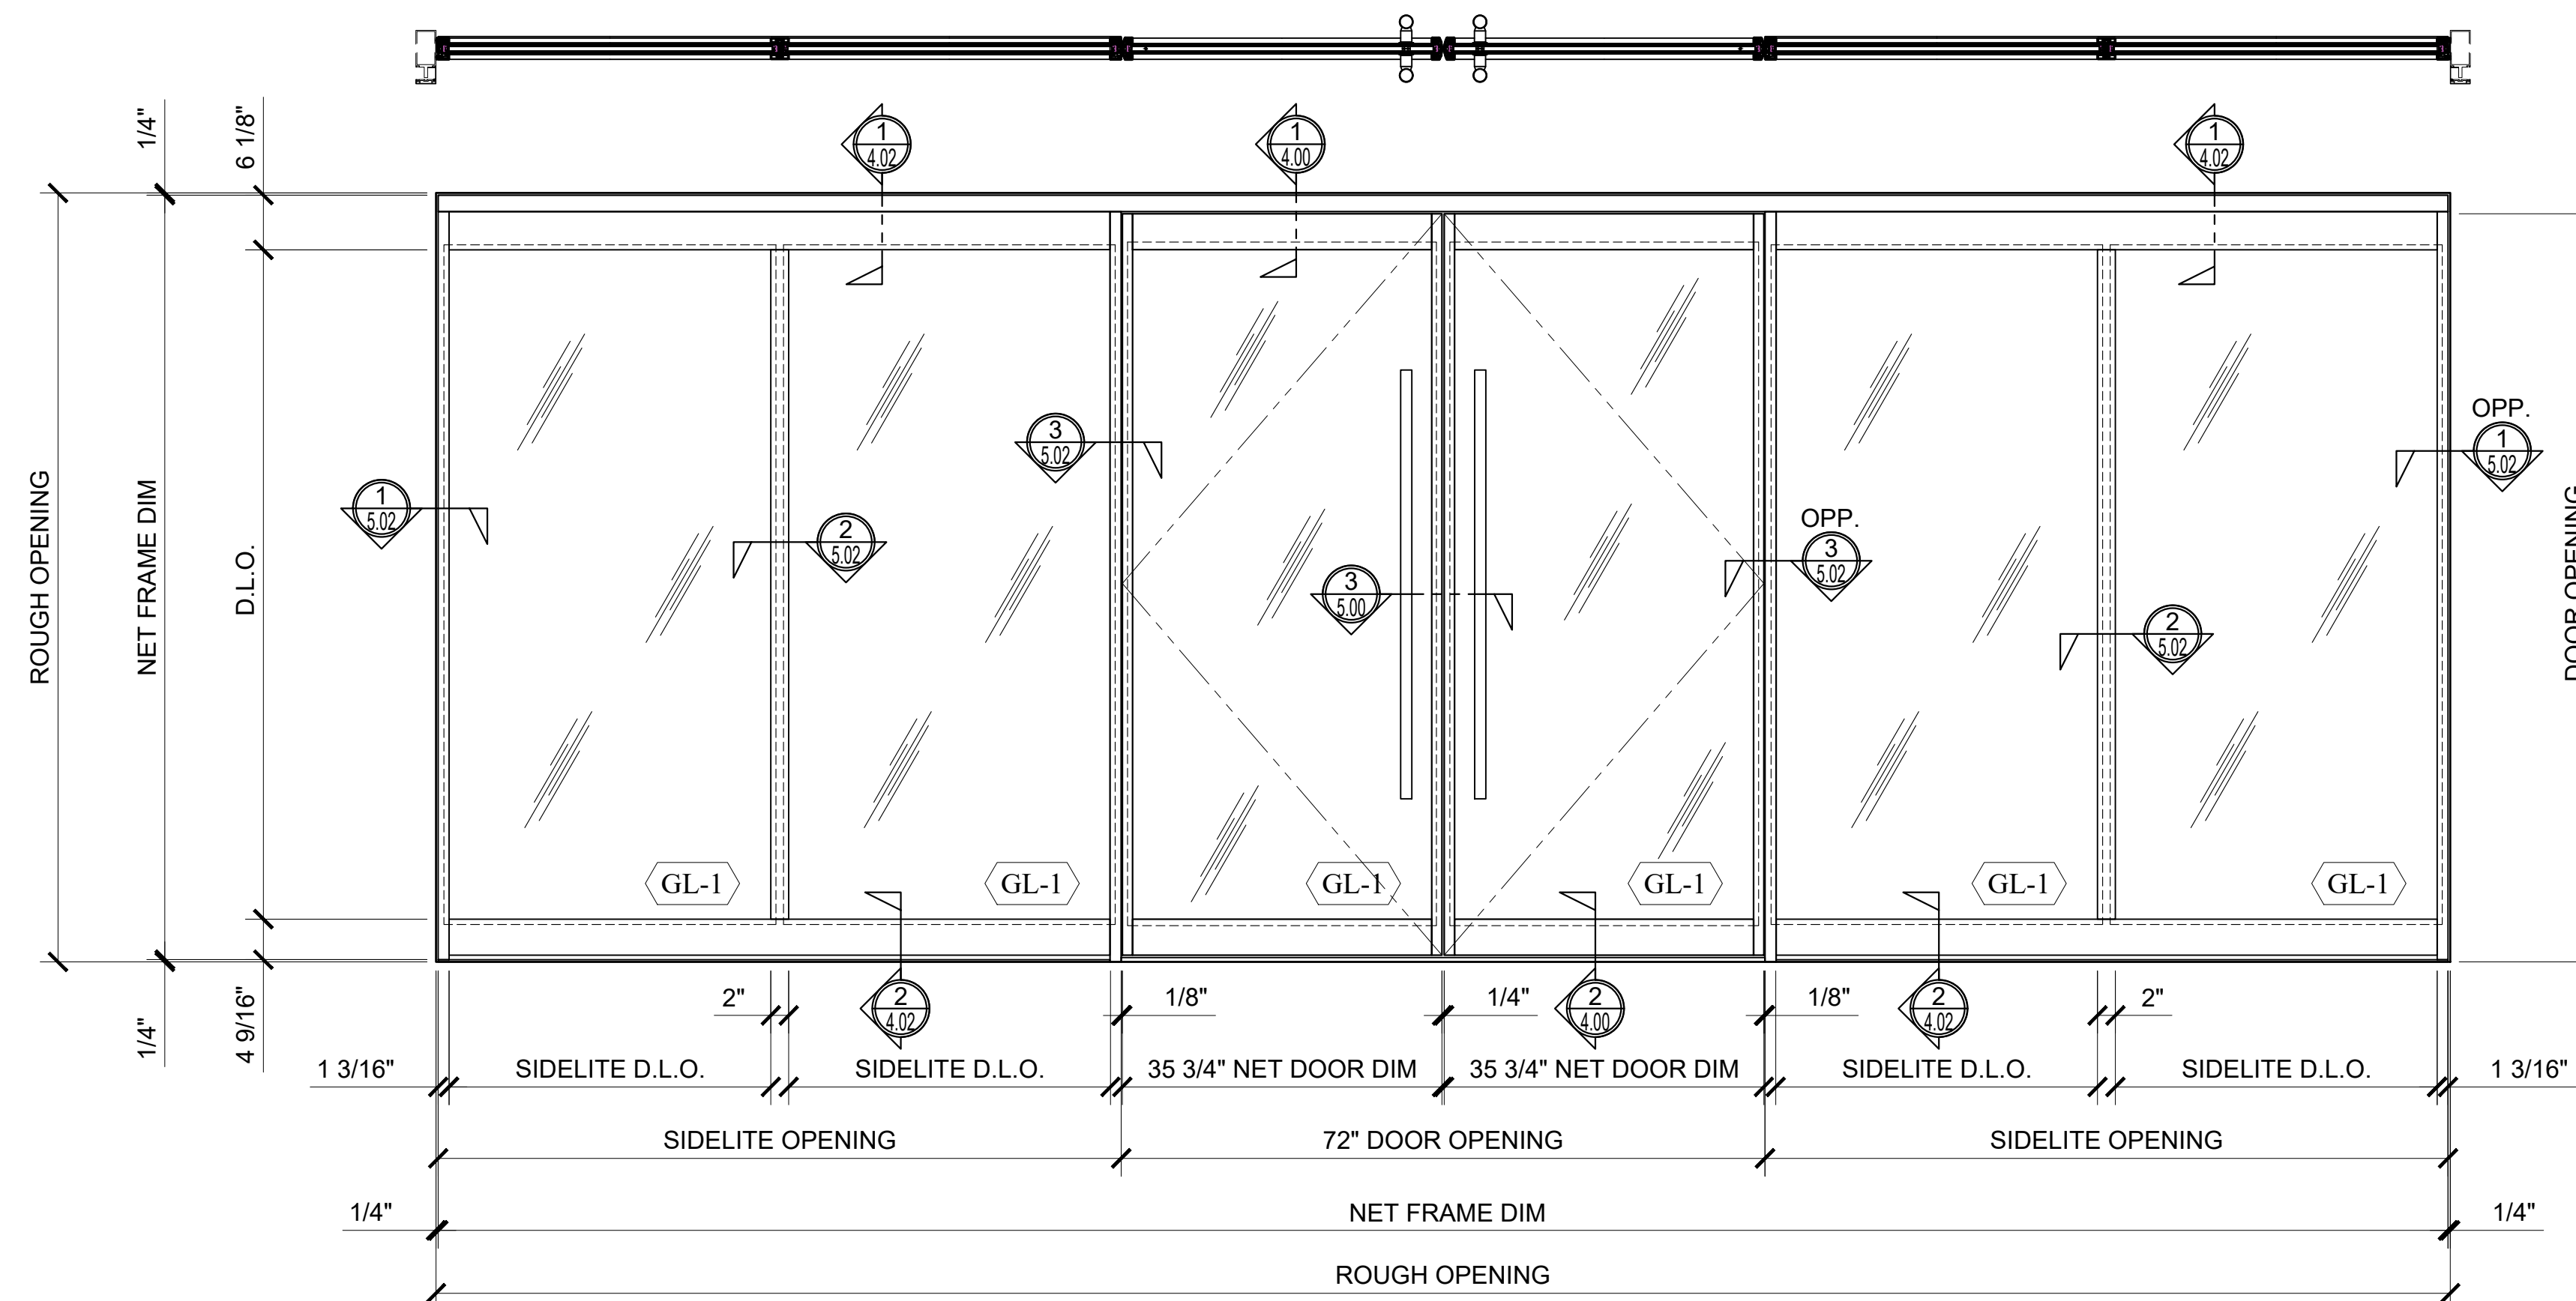 1/4"
6 1/8"
1
4.02
1
4.00
1
4.02
ROUGH OPENING
NET FRAME DIM
D.L.O.
1
5.02
2
5.02
3
5.02
3
5.00
OPP.
3
5.02
2
5.02
OPP.
1
5.02
DOOR OPENING
GL-1
GL-1
GL-1
GL-1
GL-1
GL-1
1/4"
4 9/16"
2"
2
4.02
1/8"
1/4"
2
4.00
1/8"
2
4.02
2"
1 3/16"
SIDELITE D.L.O.
SIDELITE D.L.O.
35 3/4" NET DOOR DIM
35 3/4" NET DOOR DIM
SIDELITE D.L.O.
SIDELITE D.L.O.
1 3/16"
SIDELITE OPENING
72" DOOR OPENING
SIDELITE OPENING
1/4"
NET FRAME DIM
1/4"
ROUGH OPENING